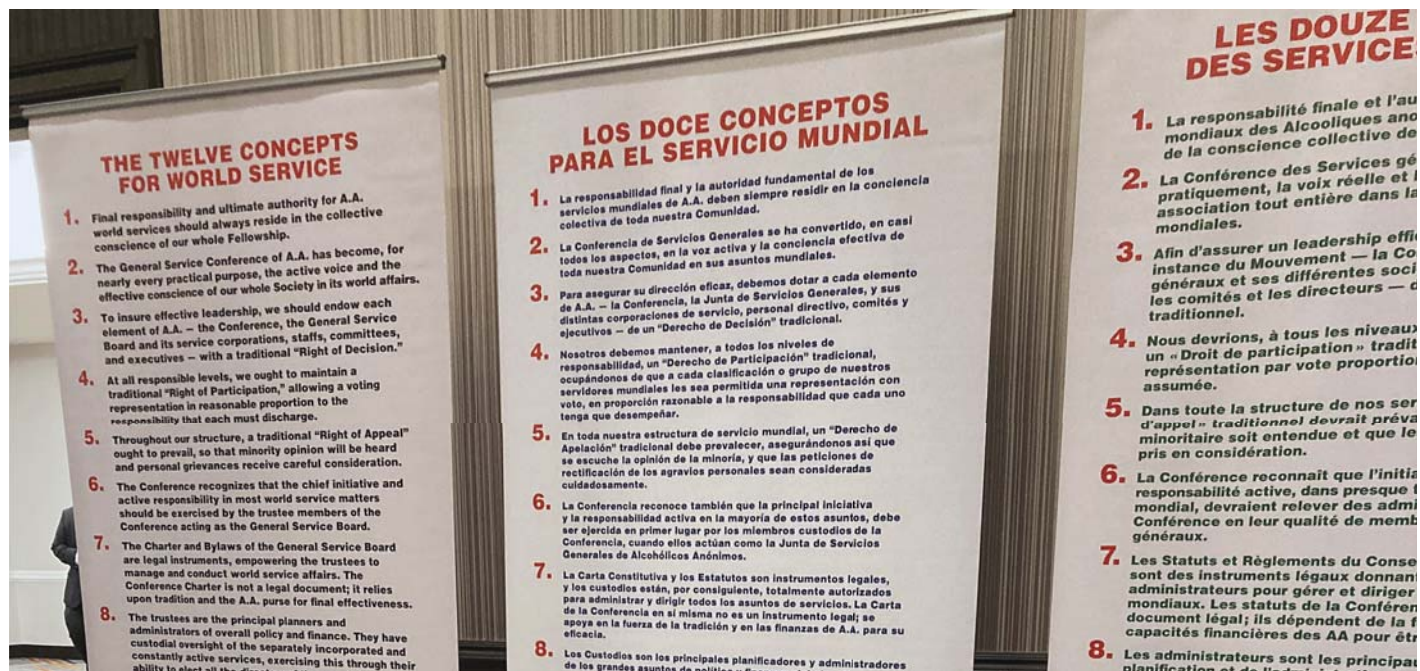 THE TWELVE CONCEPTS
FOR WORLD SERVICE
1. Final responsibility and ultimate authority for A.A.
world services should always reside in the collective
conscience of our whole Fellowship.
2. The General Service Conference of A.A. has become, for
nearly every practical purpose, the active voice and the
effective conscience of our whole Society in its world affairs.
3. To insure effective leadership, we should endow each
element of A.A. – the Conference, the General Service
Board and its service corporations, staffs, committees,
and executives – with a traditional “Right of Decision.”
4. At all responsible levels, we ought to maintain a
traditional “Right of Participation,” allowing a voting
representation in reasonable proportion to the
responsibility that each must discharge.
5. Throughout our structure, a traditional “Right of Appeal”
ought to prevail, so that minority opinion will be heard
and personal grievances receive careful consideration.
6. The Conference recognizes that the chief initiative and
active responsibility in most world service matters
should be exercised by the trustee members of the
Conference acting as the General Service Board.
7. The Charter and Bylaws of the General Service Board
are legal instruments, empowering the trustees to
manage and conduct world service affairs. The
Conference Charter is not a legal document; it relies
upon tradition and the A.A. purse for final effectiveness.
8. The trustees are the principal planners and
administrators of overall policy and finance. They have
custodial oversight of the separately incorporated and
constantly active services, exercising this through their
ability to elect all the
LOS DOCE CONCEPTOS
PARA EL SERVICIO MUNDIAL
1. La responsabilidad final y la autoridad fundamental de los
servicios mundiales de A.A. deben siempre residir en la conciencia
colectiva de toda nuestra Comunidad.
2. La Conferencia de Servicios Generales se ha convertido, en casi
todos los aspectos, en la voz activa y la conciencia efectiva de
toda nuestra Comunidad en sus asuntos mundiales.
3. Para asegurar su dirección eficaz, debemos dotar a cada elemento
de A.A. – la Conferencia, la Junta de Servicios Generales, y sus
distintas corporaciones de servicio, personal directivo, comités y
ejecutivos – de un “Derecho de Decisión” tradicional.
4. Nosotros debemos mantener, a todos los niveles de
responsabilidad, un “Derecho de Participación” tradicional,
ocupándonos de que a cada clasificación o grupo de nuestros
servidores mundiales les sea permitida una representación con
voto, en proporción razonable a la responsabilidad que cada uno
tenga que desempeñar.
5. En toda nuestra estructura de servicio mundial, un “Derecho de
Apelación” tradicional debe prevalecer, asegurándonos así que
se escuche la opinión de la minoría, y que las peticiones de
rectificación de los agravios personales sean consideradas
cuidadosamente.
6. La Conferencia reconoce también que la principal iniciativa
y la responsabilidad activa en la mayoría de estos asuntos, debe
ser ejercida en primer lugar por los miembros custodios de la
Conferencia, cuando ellos actúan como la Junta de Servicios
Generales de Alcohólicos Anónimos.
7. La Carta Constitutiva y los Estatutos son instrumentos legales,
y los custodios están, por consiguiente, totalmente autorizados
para administrar y dirigir todos los asuntos de servicios. La Carta
de la Conferencia en sí misma no es un instrumento legal; se
apoya en la fuerza de la tradición y en las finanzas de A.A. para su
eficacia.
8. Los Custodios son los principales planificadores y administradores
de los grandes asuntos de política y
LES DOUZE
DES SERVICE
1. La responsabilité finale et l’au
mondiaux des Alcooliques ano
de la conscience collective de
2. La Conférence des Services gé
pratiquement, la voix réelle et l
association tout entière dans la
mondiales.
3. Afin d’assurer un leadership effic
instance du Mouvement — la Co
généraux et ses différentes soci
les comités et les directeurs — d
traditionnel.
4. Nous devrions, à tous les niveaux
un « Droit de participation » tradit
représentation par vote proportion
assumée.
5. Dans toute la structure de nos ser
d’appel » traditionnel devrait préva
minoritaire soit entendue et que le
pris en considération.
6. La Conférence reconnaît que l’initia
responsabilité active, dans presque
mondial, devraient relever des admi
Conférence en leur qualité de memb
généraux.
7. Les Statuts et Règlements du Conse
sont des instruments légaux donnant
administrateurs pour gérer et diriger
mondiaux. Les statuts de la Conféren
document légal; ils dépendent de la f
capacités financières des AA pour êtr
8. Les administrateurs sont les principa
planification et de